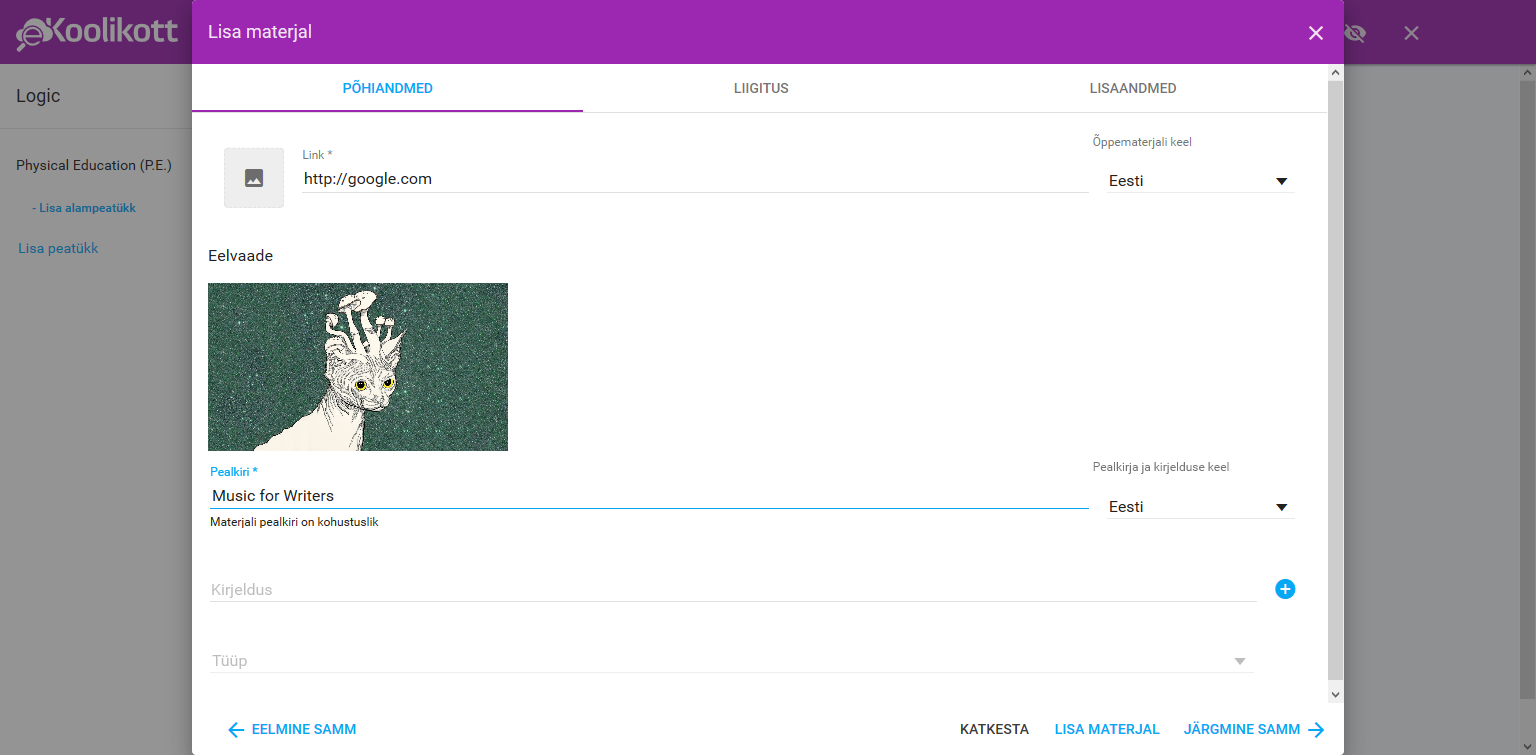 eKoolikott
Lisa materjal
Logic
Physical Education (P.E.)
- Lisa alampeatükk
Lisa peatükk
PÕHIANDMED
LIIGITUS
LISAANDMED
Link *
http://google.com
Õppematerjali keel
Eesti
Eelvaade
Pealkiri *
Music for Writers
Materjali pealkiri on kohustuslik
Pealkirja ja kirjelduse keel
Eesti
Kirjeldus
Tüüp
EELMINE SAMM
KATKESTA
LISA MATERJAL
JÄRGMINE SAMM